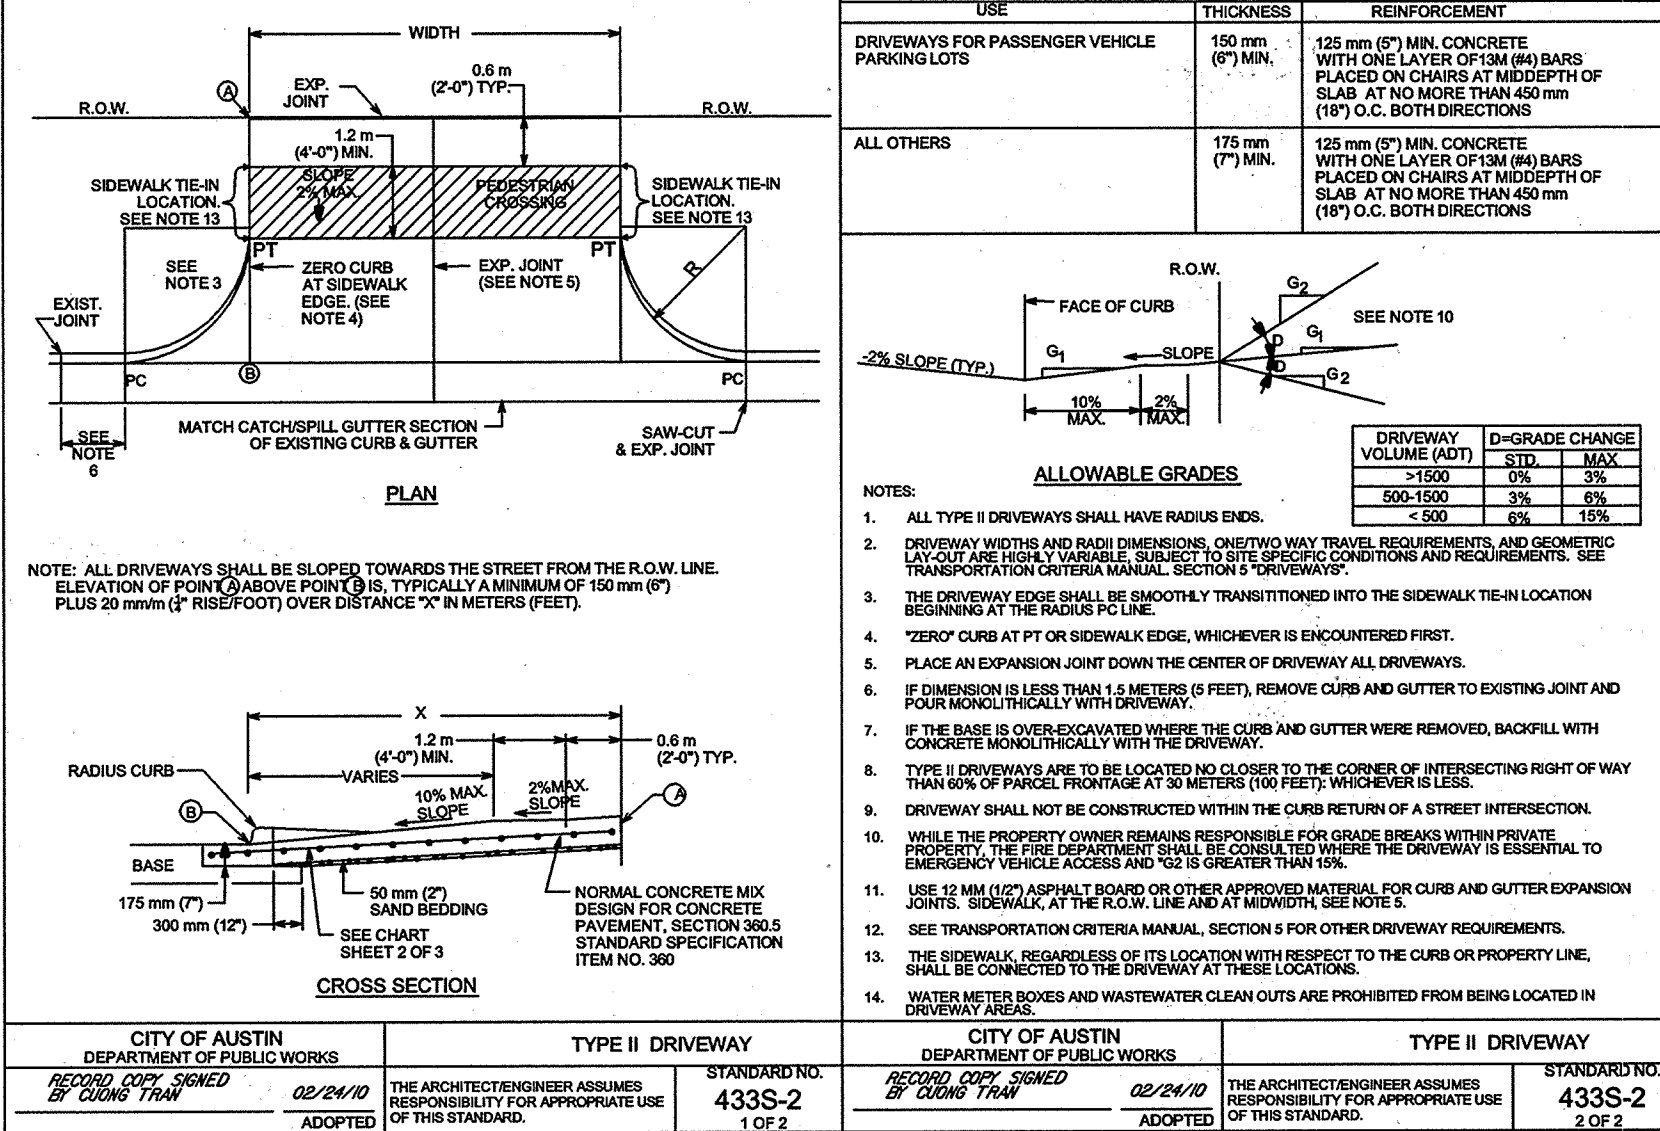 WIDTH
0.6 m
(2'-0") TYP.
A
EXP.
JOINT
R.O.W.
R.O.W.
1.2 m
(4'-0") MIN.
SLOPE
2% MAX.
PEDESTRIAN
CROSSING
SIDEWALK TIE-IN
LOCATION.
SEE NOTE 13
SIDEWALK TIE-IN
LOCATION.
SEE NOTE 13
PT
PT
SEE
NOTE 3
ZERO CURB
AT SIDEWALK
EDGE. (SEE
NOTE 4)
EXP. JOINT
(SEE NOTE 5)
R
EXIST.
JOINT
PC
B
PC
MATCH CATCH/SPILL GUTTER SECTION
OF EXISTING CURB & GUTTER
SAW-CUT
& EXP. JOINT
SEE
NOTE
6
PLAN
NOTE: ALL DRIVEWAYS SHALL BE SLOPED TOWARDS THE STREET FROM THE R.O.W. LINE.
ELEVATION OF POINT A ABOVE POINT B IS, TYPICALLY A MINIMUM OF 150 mm (6")
PLUS 20 mm/m (¼" RISE/FOOT) OVER DISTANCE "X" IN METERS (FEET).
X
1.2 m
(4'-0") MIN.
0.6 m
(2'-0") TYP.
VARIES
RADIUS CURB
10% MAX.
SLOPE
2%MAX.
SLOPE
A
B
BASE
175 mm (7")
300 mm (12")
50 mm (2")
SAND BEDDING
SEE CHART
SHEET 2 OF 3
NORMAL CONCRETE MIX
DESIGN FOR CONCRETE
PAVEMENT, SECTION 360.5
STANDARD SPECIFICATION
ITEM NO. 360
CROSS SECTION
CITY OF AUSTIN
DEPARTMENT OF PUBLIC WORKS
TYPE II DRIVEWAY
RECORD COPY SIGNED
BY CUONG TRAN
02/24/10
ADOPTED
THE ARCHITECT/ENGINEER ASSUMES
RESPONSIBILITY FOR APPROPRIATE USE
OF THIS STANDARD.
STANDARD NO.
433S-2
1 OF 2
USE THICKNESS REINFORCEMENT
DRIVEWAYS FOR PASSENGER VEHICLE
PARKING LOTS
150 mm
(6") MIN.
125 mm (5") MIN. CONCRETE
WITH ONE LAYER OF13M (#4) BARS
PLACED ON CHAIRS AT MIDDEPTH OF
SLAB AT NO MORE THAN 450 mm
(18") O.C. BOTH DIRECTIONS
ALL OTHERS
175 mm
(7") MIN.
125 mm (5") MIN. CONCRETE
WITH ONE LAYER OF13M (#4) BARS
PLACED ON CHAIRS AT MIDDEPTH OF
SLAB AT NO MORE THAN 450 mm
(18") O.C. BOTH DIRECTIONS
R.O.W.
FACE OF CURB
G2
SEE NOTE 10
G1
D
D
G2
-2% SLOPE (TYP.)
G1
SLOPE
10%
MAX.
2%
MAX.
ALLOWABLE GRADES
DRIVEWAY
VOLUME (ADT)
D=GRADE CHANGE
STD. MAX
>1500 0% 3%
500-1500 3% 6%
< 500 6% 15%
NOTES:
1. ALL TYPE II DRIVEWAYS SHALL HAVE RADIUS ENDS.
2. DRIVEWAY WIDTHS AND RADII DIMENSIONS, ONE/TWO WAY TRAVEL REQUIREMENTS, AND GEOMETRIC
LAY-OUT ARE HIGHLY VARIABLE, SUBJECT TO SITE SPECIFIC CONDITIONS AND REQUIREMENTS. SEE
TRANSPORTATION CRITERIA MANUAL. SECTION 5 "DRIVEWAYS".
3. THE DRIVEWAY EDGE SHALL BE SMOOTHLY TRANSITITIONED INTO THE SIDEWALK TIE-IN LOCATION
BEGINNING AT THE RADIUS PC LINE.
4. "ZERO" CURB AT PT OR SIDEWALK EDGE, WHICHEVER IS ENCOUNTERED FIRST.
5. PLACE AN EXPANSION JOINT DOWN THE CENTER OF DRIVEWAY ALL DRIVEWAYS.
6. IF DIMENSION IS LESS THAN 1.5 METERS (5 FEET), REMOVE CURB AND GUTTER TO EXISTING JOINT AND
POUR MONOLITHICALLY WITH DRIVEWAY.
7. IF THE BASE IS OVER-EXCAVATED WHERE THE CURB AND GUTTER WERE REMOVED, BACKFILL WITH
CONCRETE MONOLITHICALLY WITH THE DRIVEWAY.
8. TYPE II DRIVEWAYS ARE TO BE LOCATED NO CLOSER TO THE CORNER OF INTERSECTING RIGHT OF WAY
THAN 60% OF PARCEL FRONTAGE AT 30 METERS (100 FEET): WHICHEVER IS LESS.
9. DRIVEWAY SHALL NOT BE CONSTRUCTED WITHIN THE CURB RETURN OF A STREET INTERSECTION.
10. WHILE THE PROPERTY OWNER REMAINS RESPONSIBLE FOR GRADE BREAKS WITHIN PRIVATE
PROPERTY, THE FIRE DEPARTMENT SHALL BE CONSULTED WHERE THE DRIVEWAY IS ESSENTIAL TO
EMERGENCY VEHICLE ACCESS AND "G2 IS GREATER THAN 15%.
11. USE 12 MM (1/2") ASPHALT BOARD OR OTHER APPROVED MATERIAL FOR CURB AND GUTTER EXPANSION
JOINTS. SIDEWALK, AT THE R.O.W. LINE AND AT MIDWIDTH, SEE NOTE 5.
12. SEE TRANSPORTATION CRITERIA MANUAL, SECTION 5 FOR OTHER DRIVEWAY REQUIREMENTS.
13. THE SIDEWALK, REGARDLESS OF ITS LOCATION WITH RESPECT TO THE CURB OR PROPERTY LINE,
SHALL BE CONNECTED TO THE DRIVEWAY AT THESE LOCATIONS.
14. WATER METER BOXES AND WASTEWATER CLEAN OUTS ARE PROHIBITED FROM BEING LOCATED IN
DRIVEWAY AREAS.
CITY OF AUSTIN
DEPARTMENT OF PUBLIC WORKS
TYPE II DRIVEWAY
RECORD COPY SIGNED
BY CUONG TRAN
02/24/10
ADOPTED
THE ARCHITECT/ENGINEER ASSUMES
RESPONSIBILITY FOR APPROPRIATE USE
OF THIS STANDARD.
STANDARD NO.
433S-2
2 OF 2